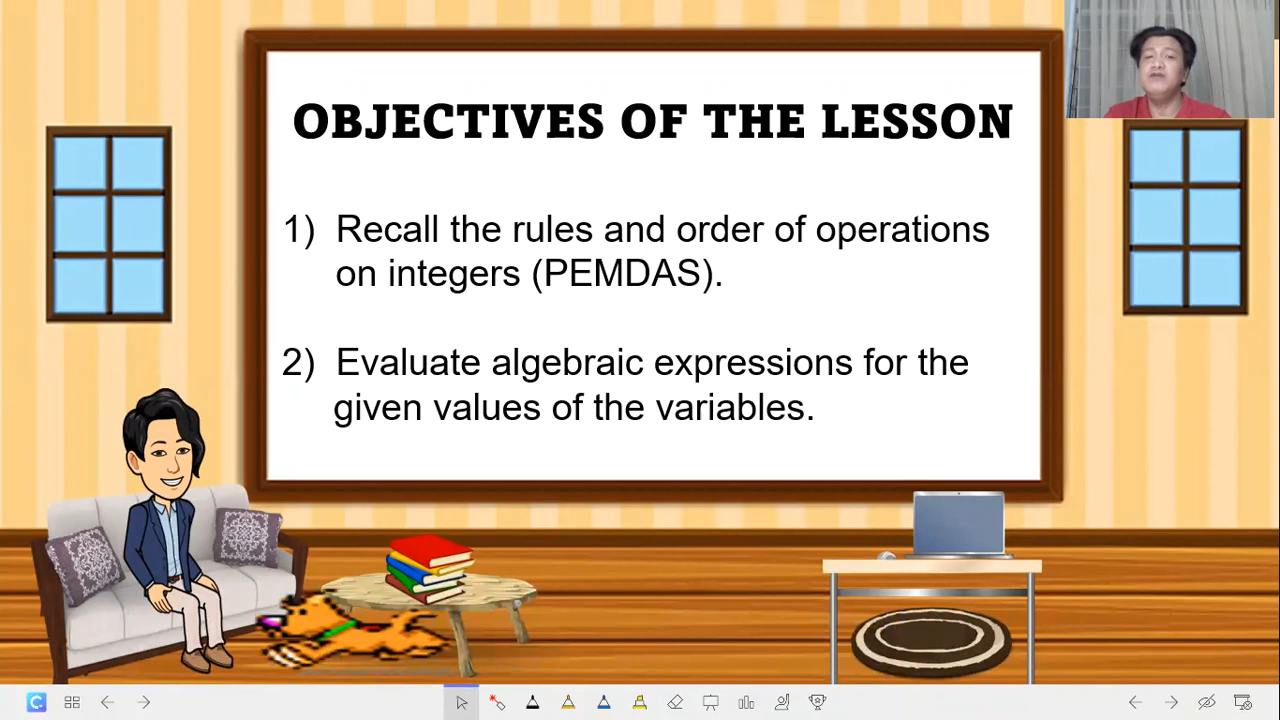 OBJECTIVES OF THE LESSON
1) Recall the rules and order of operations
on integers (PEMDAS).
2) Evaluate algebraic expressions for the
given values of the variables.